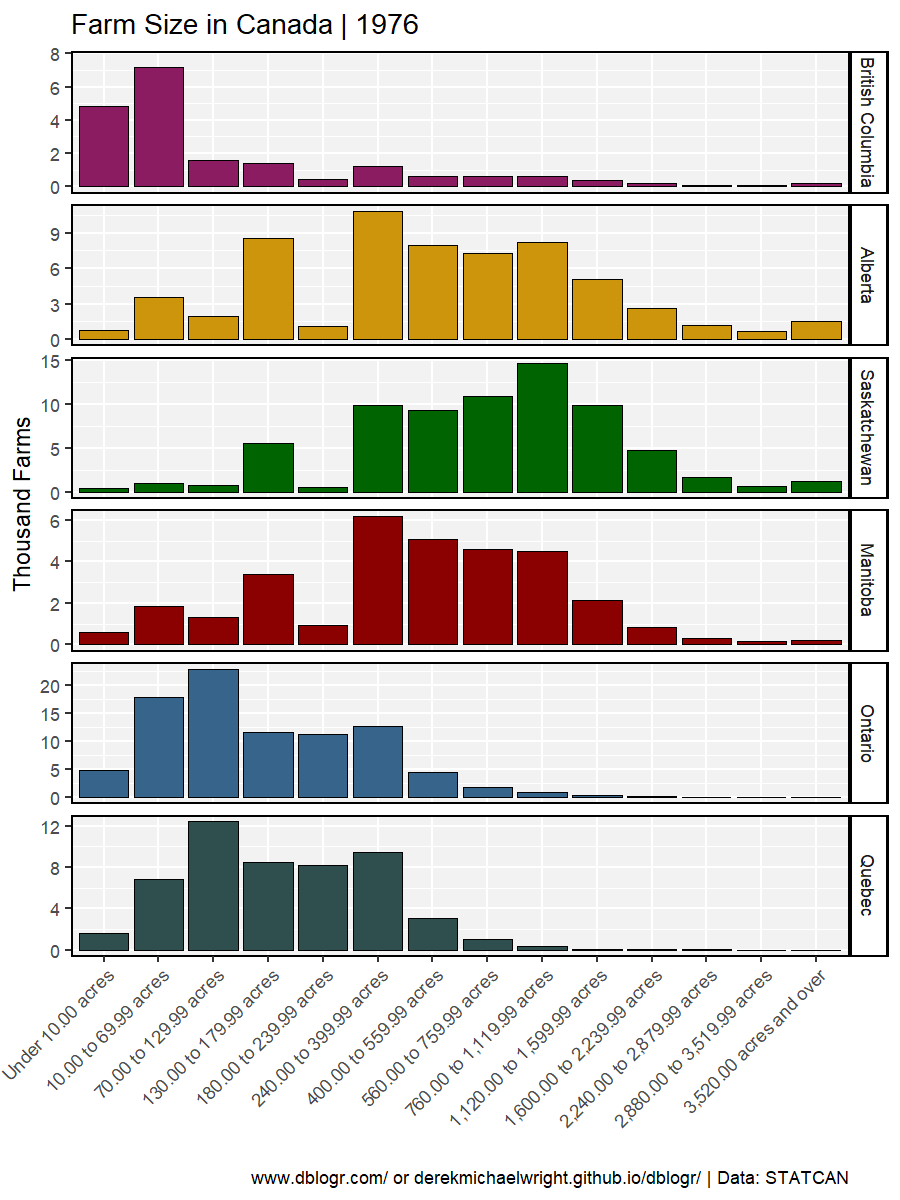 Farm Size in Canada | 1976
Thousand Farms
8
6
4
2
0
British Columbia
9
6
3
0
Alberta
15
10
5
0
Saskatchewan
6
4
2
0
Manitoba
20
15
10
5
0
Ontario
12
8
4
0
Quebec
Under 10.00 acres
10.00 to 69.99 acres
70.00 to 129.99 acres
130.00 to 179.99 acres
180.00 to 239.99 acres
240.00 to 399.99 acres
400.00 to 559.99 acres
560.00 to 759.99 acres
760.00 to 1,119.99 acres
1,120.00 to 1,599.99 acres
1,600.00 to 2,239.99 acres
2,240.00 to 2,879.99 acres
2,880.00 to 3,519.99 acres
3,520.00 acres and over
www.dblogr.com/ or derekmichaelwright.github.io/dblogr/ | Data: STATCAN